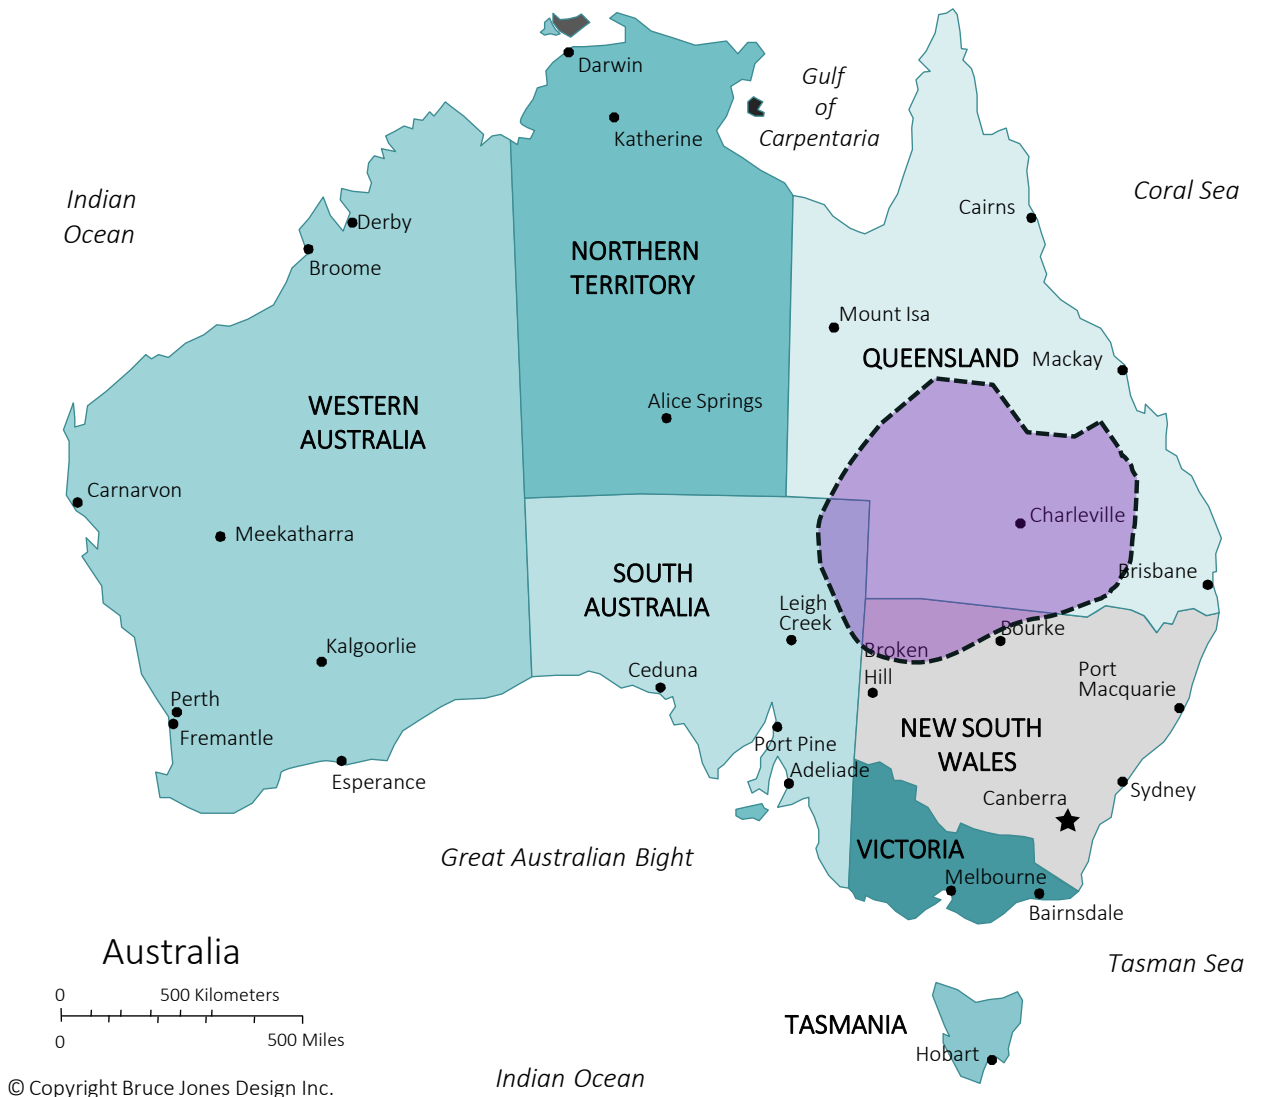 Darwin
Gulf
of
Carpentaria
Katherine
Indian
Ocean
Coral Sea
Cairns
Derby
Broome
NORTHERN
TERRITORY
Mount Isa
QUEENSLAND
Mackay
WESTERN
AUSTRALIA
Alice Springs
Carnarvon
Meekatharra
Charleville
SOUTH
AUSTRALIA
Brisbane
Leigh
Creek
Bourke
Kalgoorlie
Broken
Hill
Ceduna
Port
Macquarie
Perth
Fremantle
NEW SOUTH
WALES
Port Pine
Adeliade
Esperance
Sydney
Canberra
VICTORIA
Great Australian Bight
Melbourne
Bairnsdale
Australia
Tasman Sea
0
500 Kilometers
0
500 Miles
TASMANIA
Hobart
Indian Ocean
© Copyright Bruce Jones Design Inc.